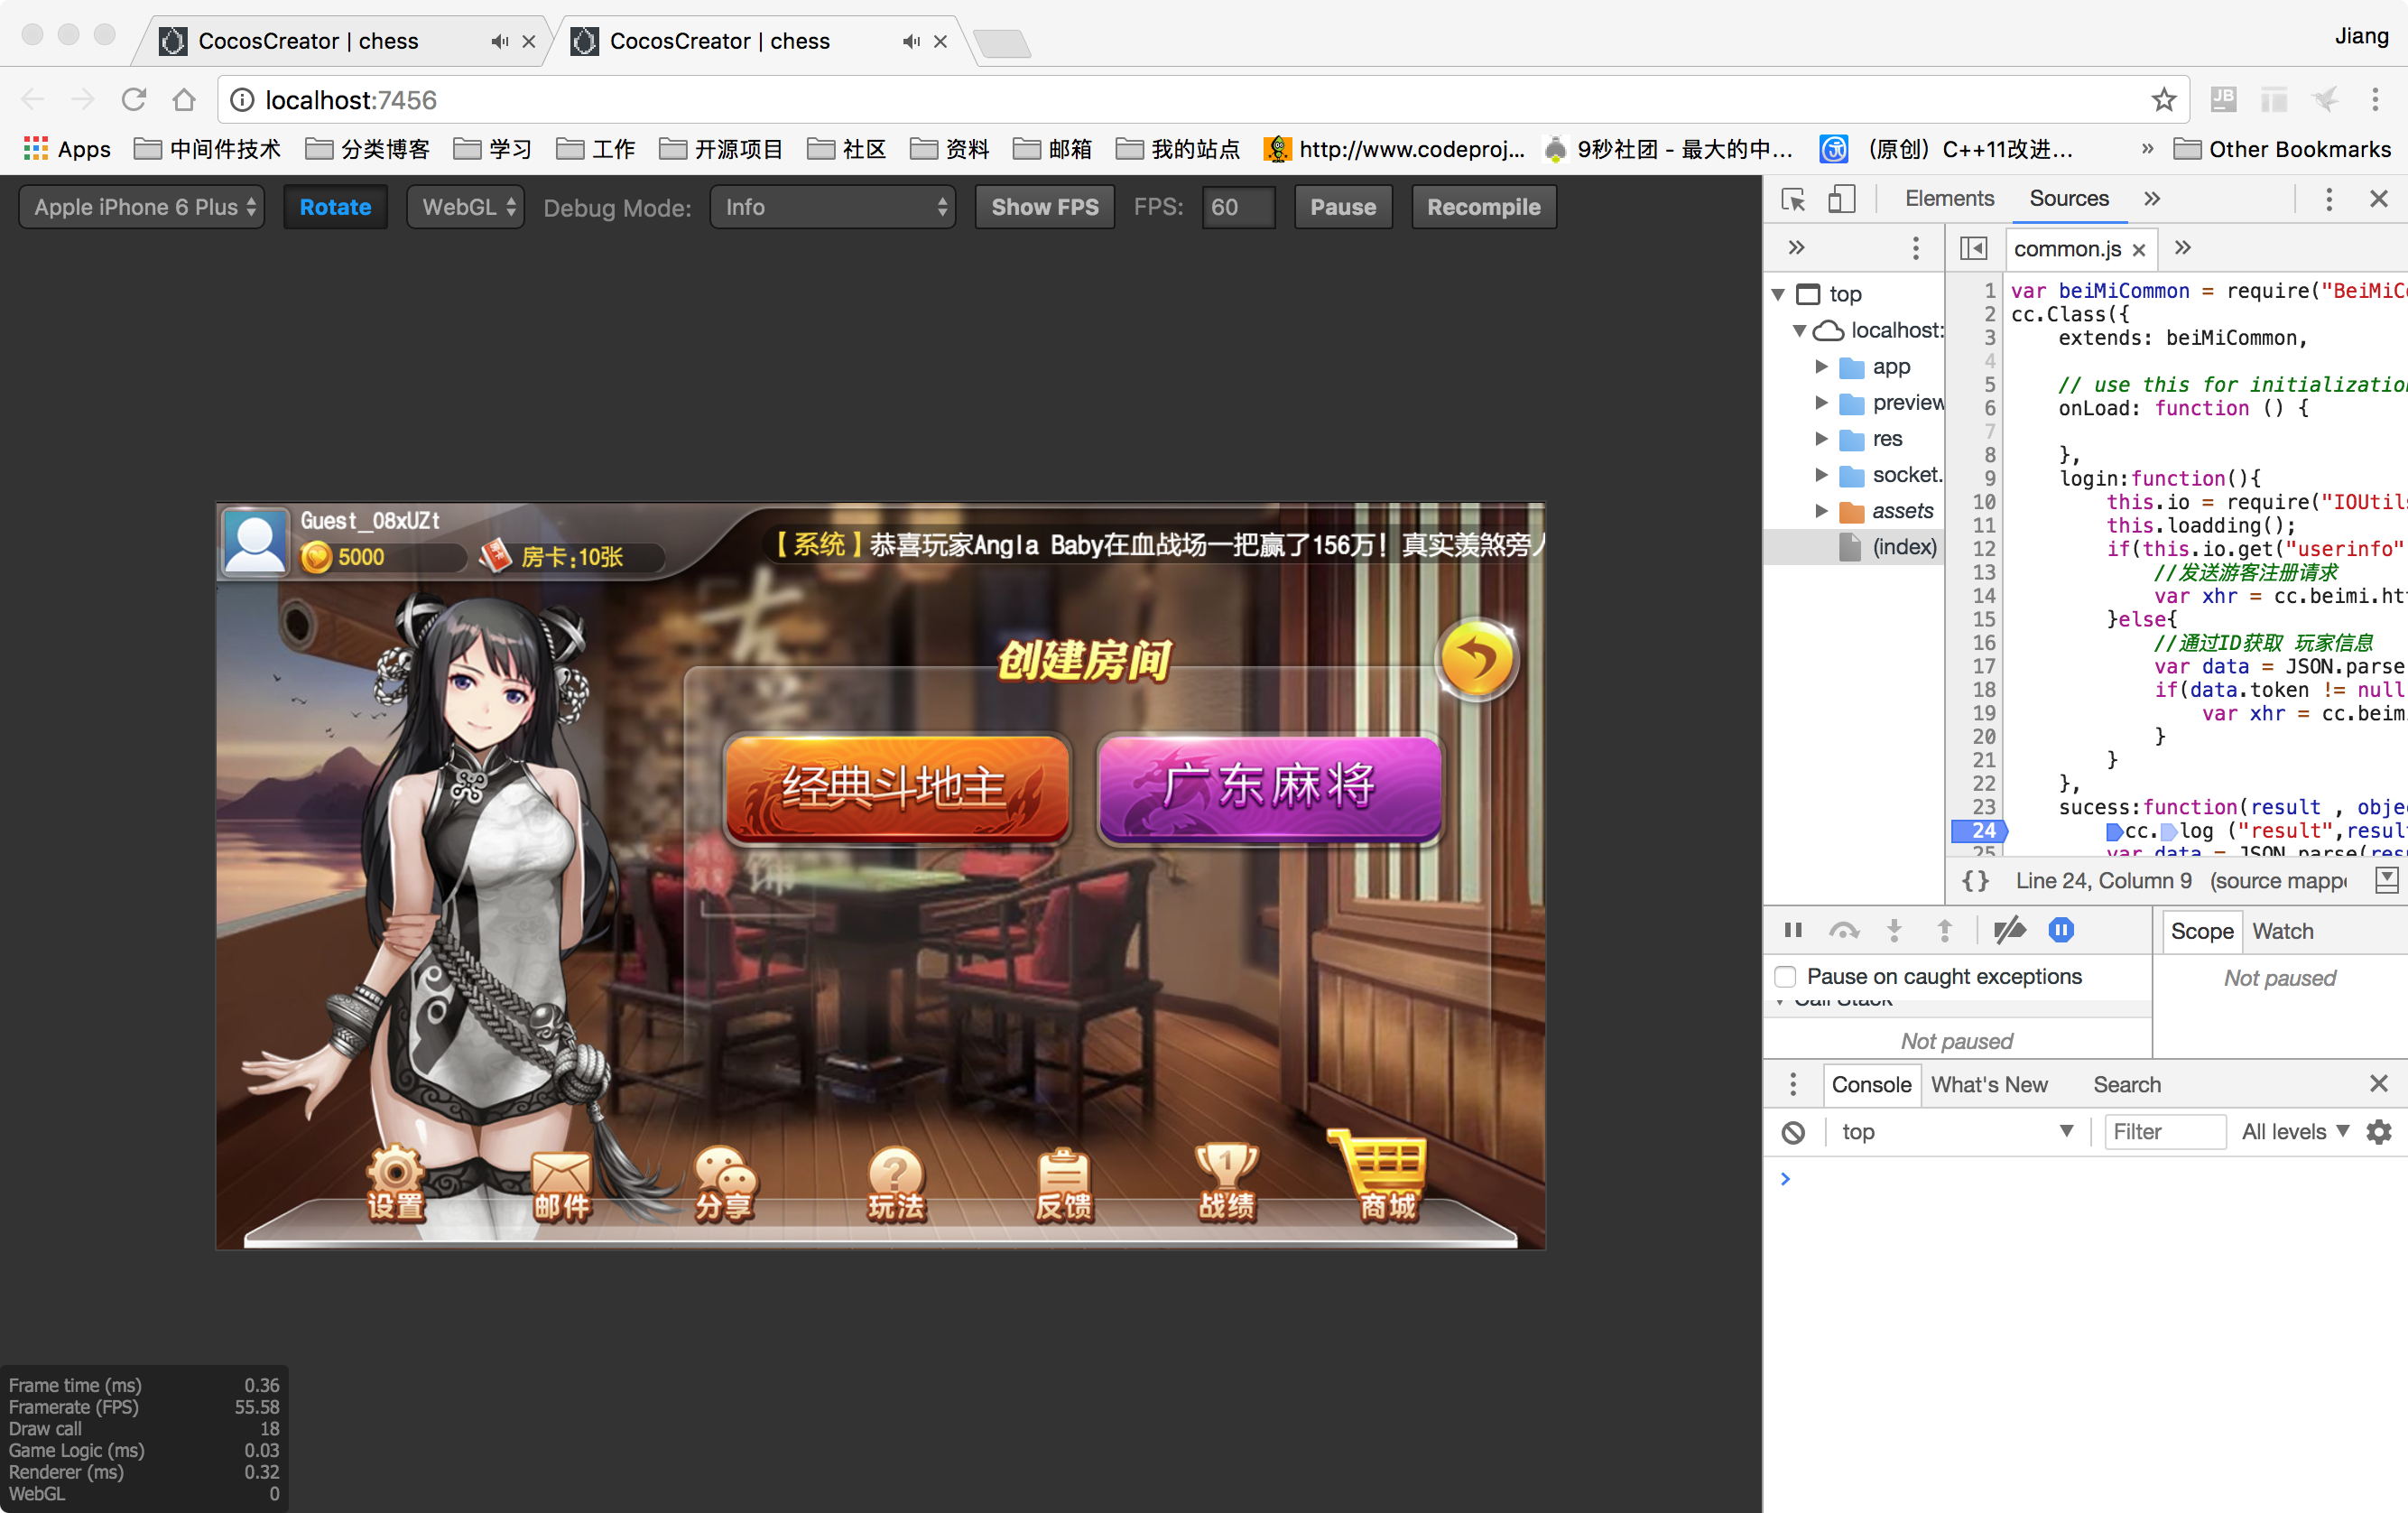 CocosCreator | chess
CocosCreator | chess
Jiang
localhost:7456
JB
Apps
中间件技术
分类博客
学习
工作
开源项目
社区
资料
邮箱
我的站点
http://www.codeproj...
9秒社团 - 最大的中...
（原创）C++11改进...
»
Other Bookmarks
Apple iPhone 6 Plus
Rotate
WebGL
Debug Mode:
Info
Show FPS
FPS:
60
Pause
Recompile
Guest_08xUZt
5000
房卡:10张
【系统】恭喜玩家Angla Baby在血战场一把赢了156万！真实羡煞旁人
创建房间
经典斗地主
广东麻将
设置
邮件
分享
玩法
反馈
战绩
商城
Frame time (ms) 0.36
Framerate (FPS) 55.58
Draw call 18
Game Logic (ms) 0.03
Renderer (ms) 0.32
WebGL 0
Elements
Sources
»
»
common.js
»
top
localhost:
app
preview
res
socket.
assets
(index)
1 var beiMiCommon = require("BeiMiCo
2 cc.Class({
3 extends: beiMiCommon,
4
5 // use this for initialization
6 onLoad: function () {
7
8 },
9 login:function(){
10 this.io = require("IOUtils
11 this.loadding();
12 if(this.io.get("userinfo")
13 //发送游客注册请求
14 var xhr = cc.beimi.htt
15 }else{
16 //通过ID获取 玩家信息
17 var data = JSON.parse(
18 if(data.token != null
19 var xhr = cc.beimi
20 }
21 }
22 },
23 sucess:function(result , objec
24 cc.log ("result",result
25 var data = JSON.parse(resu
{}
Line 24, Column 9
(source mappe
Scope
Watch
Pause on caught exceptions
Not paused
Call Stack
Not paused
Console
What's New
Search
top
Filter
All levels